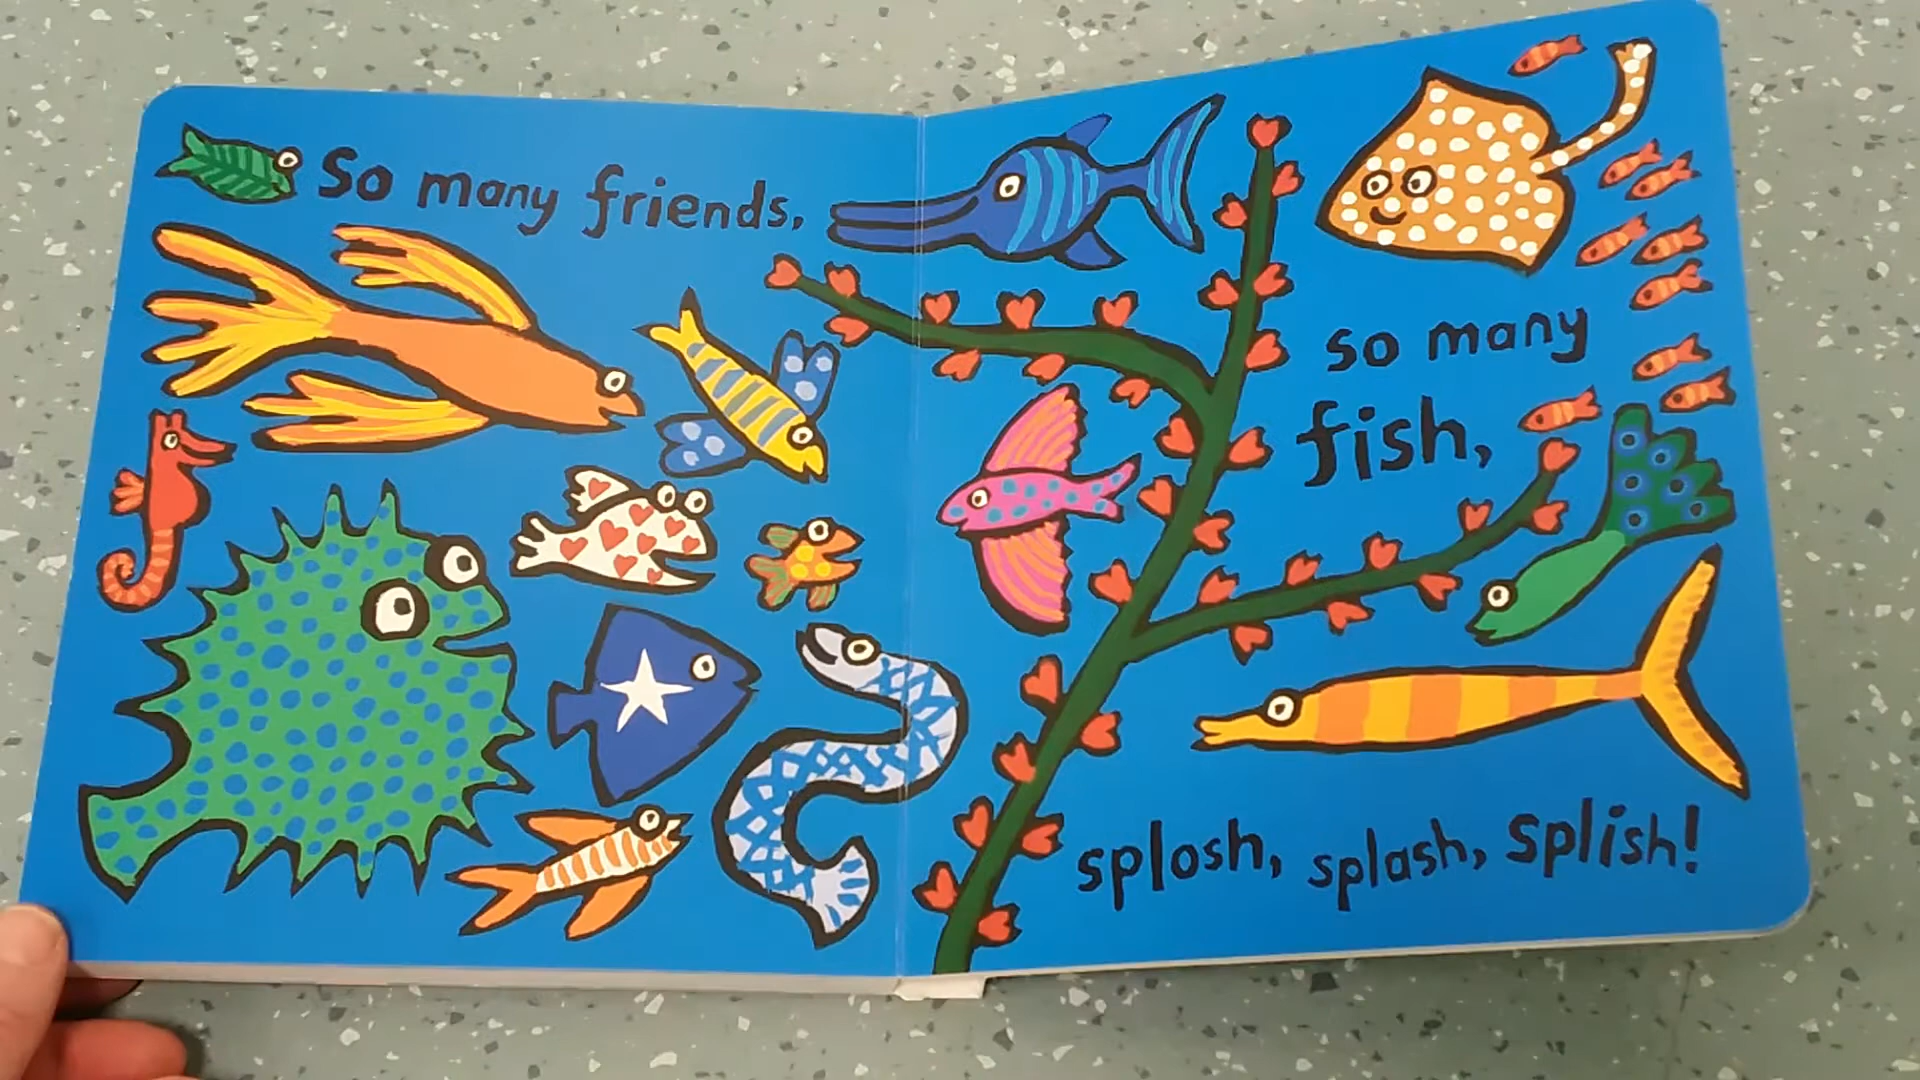 So many friends,
so many
fish,
splosh, splash, splish!